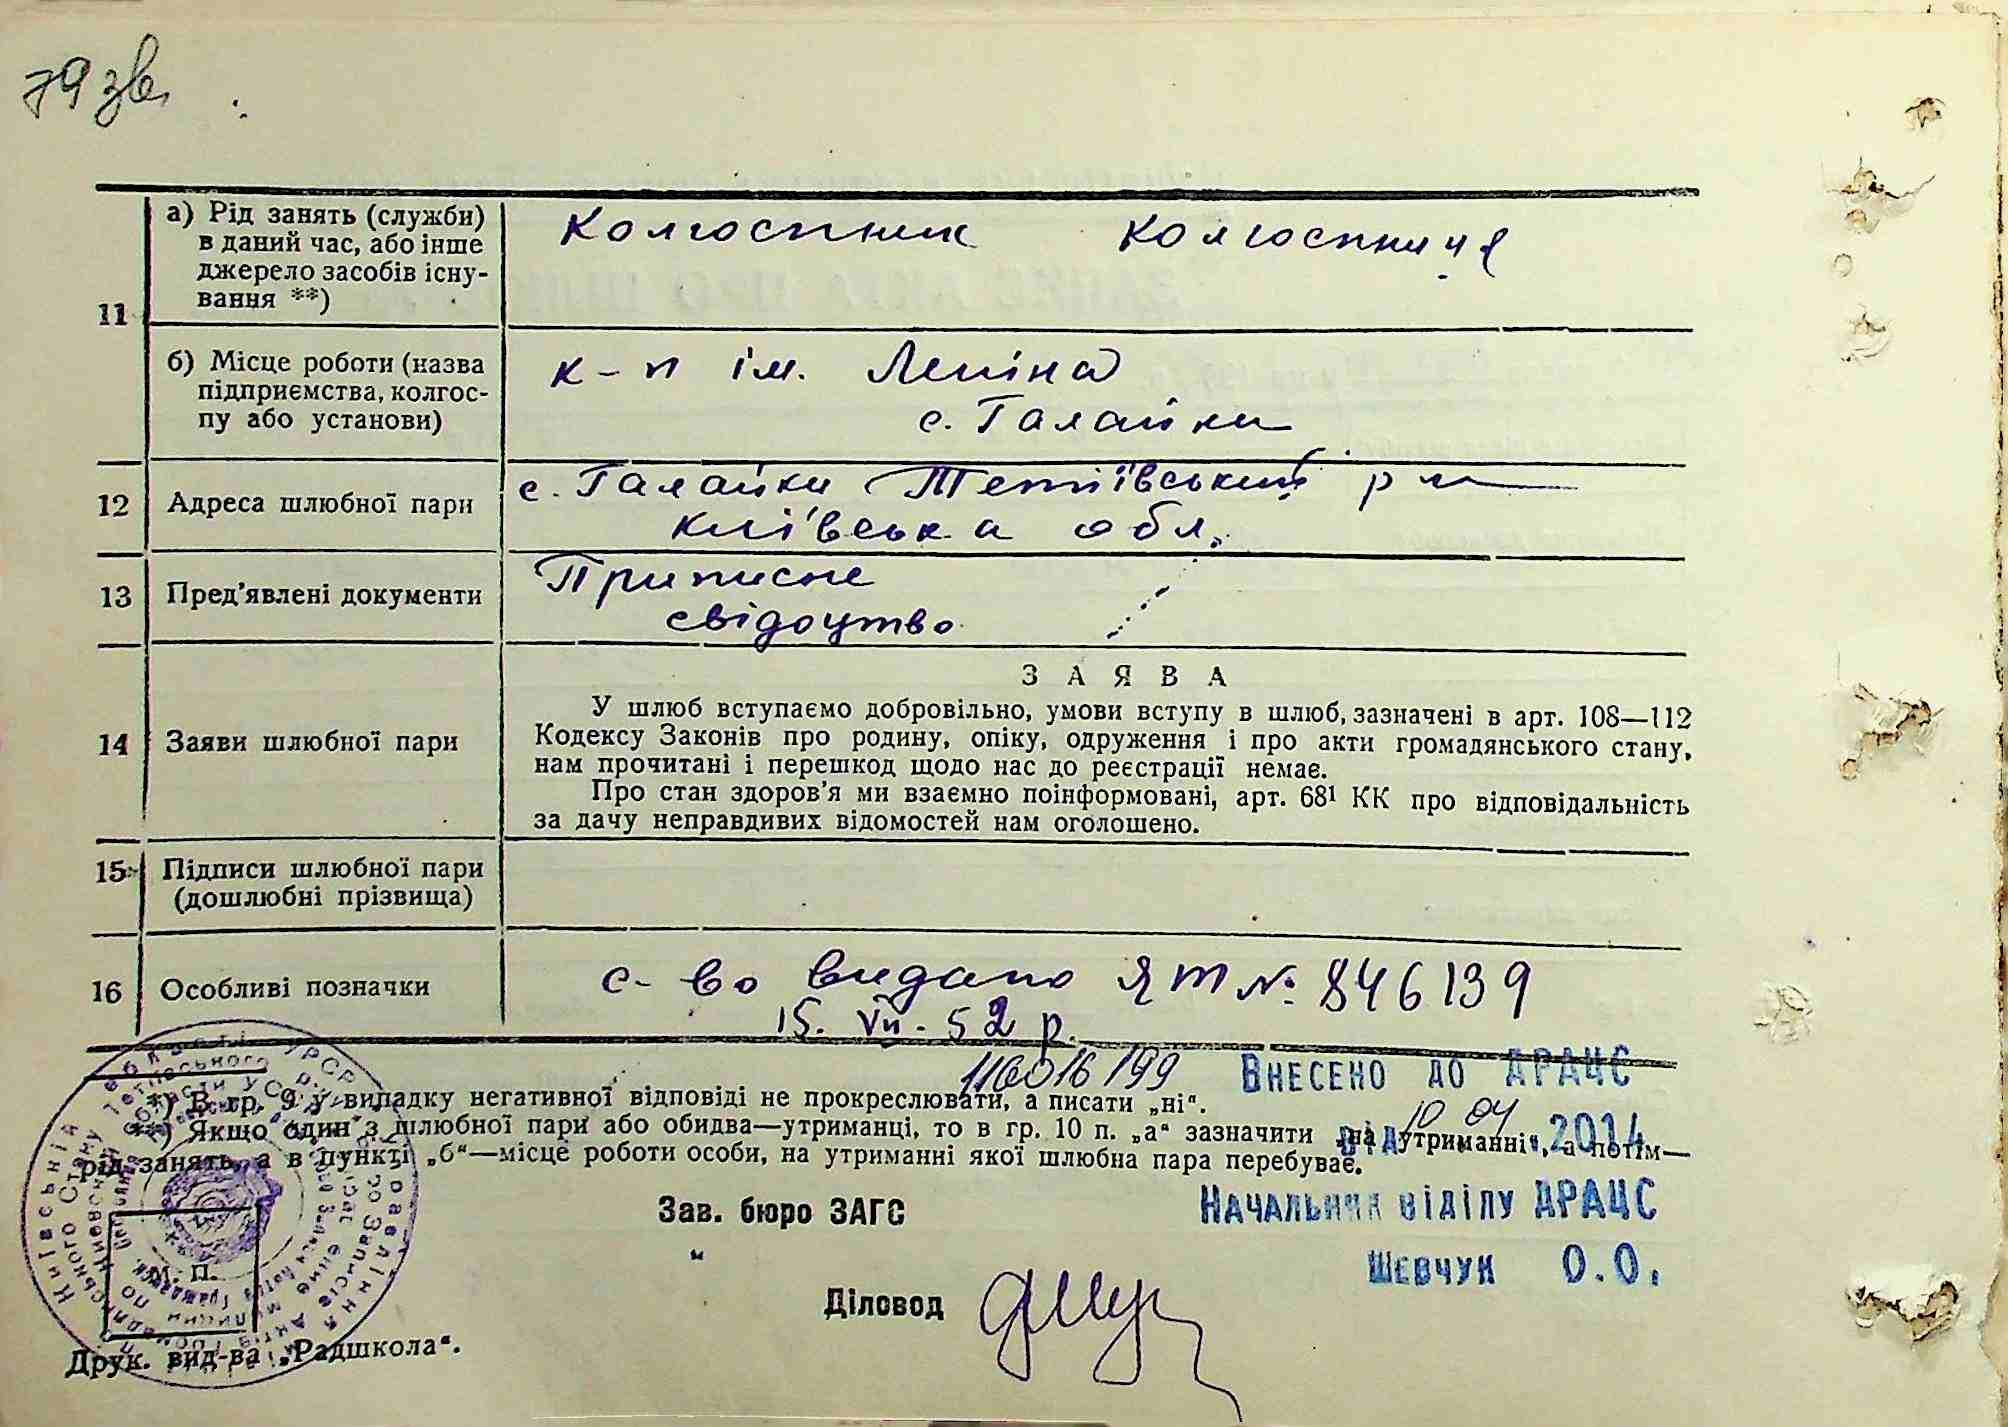 79 зв.
11
а) Рід занять (служби)
в даний час, або інше
джерело засобів існу-
вання **)
Колгоспник Колгоспниця
б) Місце роботи (назва
підприємства, колгос-
пу або установи)
к-п ім. Леніна
с. Галайки
12
Адреса шлюбної пари
с. Галайки Тетіївський р-н
Київська обл.
13
Пред’явлені документи
Приписне
свідоцтво
14
Заяви шлюбної пари
ЗАЯВА
У шлюб вступаємо добровільно, умови вступу в шлюб, зазначені в арт. 108—112
Кодексу Законів про родину, опіку, одруження і про акти громадянського стану,
нам прочитані і перешкод щодо нас до реєстрації немає.
Про стан здоров’я ми взаємно поінформовані, арт. 68¹ КК про відповідальність
за дачу неправдивих відомостей нам оголошено.
15
Підписи шлюбної пари
(дошлюбні прізвища)
16
Особливі позначки
с-во видано ЯТ № 846139
15. VII. 52 р.
116016199
Внесено до ДРАЦС
*) В гр. 9 у випадку негативної відповіді не прокреслювати, а писати „ні“.
**) Якщо один з шлюбної пари або обидва—утриманці, то в гр. 10 п. „а“ зазначити „на утриманні“, а потім—
рід занять, а в пункті „б“—місце роботи особи, на утриманні якої шлюбна пара перебуває.
від 10 04 2014
Зав. бюро ЗАГС
Начальник відділу ДРАЦС
"
Шевчук О.О.
Діловод
М. П.
Друк. вид-ва „Радшкола“.